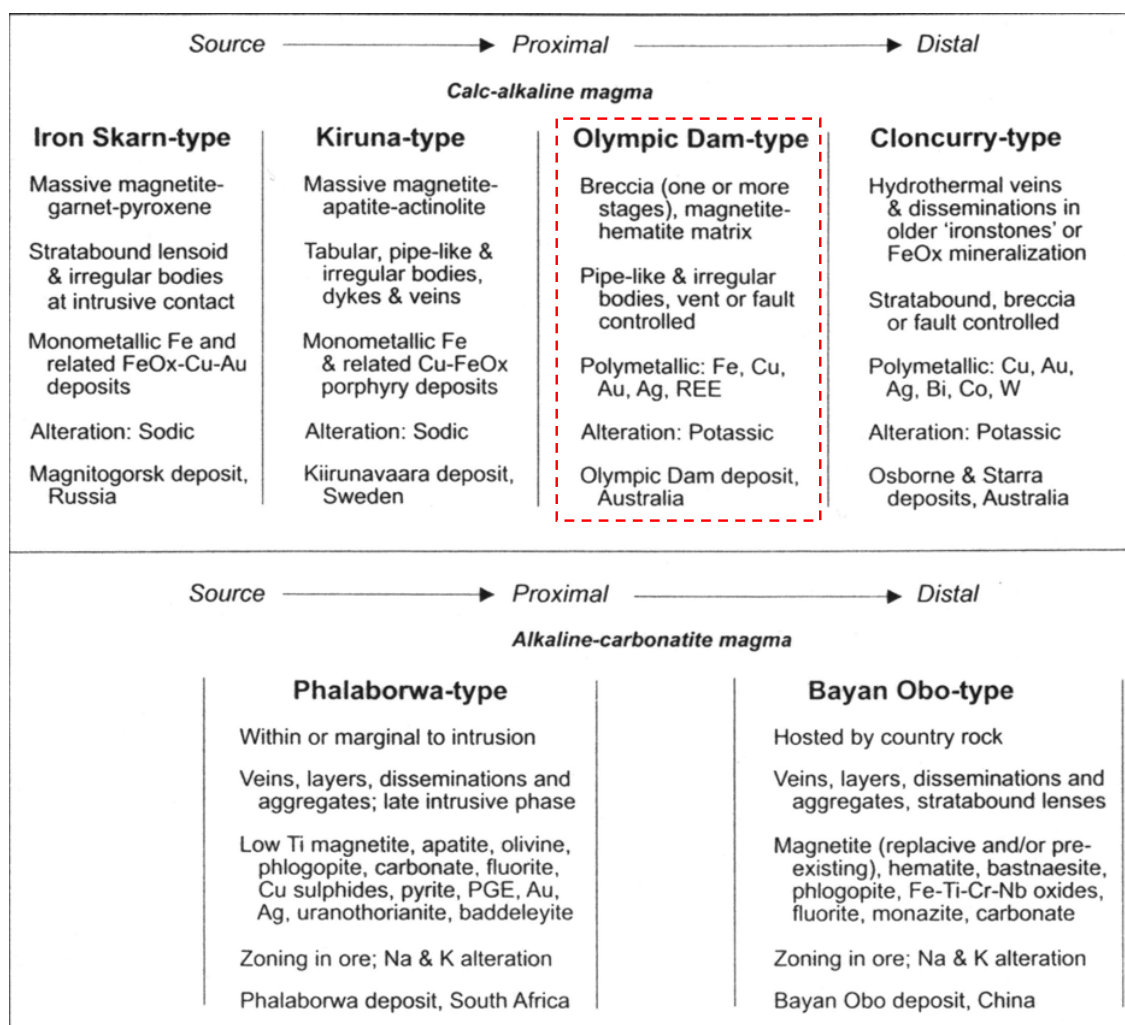 Source Proximal Distal
Calc-alkaline magma
Iron Skarn-type
Massive magnetite-
garnet-pyroxene
Stratabound lensoid
& irregular bodies
at intrusive contact
Monometallic Fe and
related FeOx-Cu-Au
deposits
Alteration: Sodic
Magnitogorsk deposit,
Russia
Kiruna-type
Massive magnetite-
apatite-actinolite
Tabular, pipe-like &
irregular bodies,
dykes & veins
Monometallic Fe
& related Cu-FeOx
porphyry deposits
Alteration: Sodic
Kiirunavaara deposit,
Sweden
Olympic Dam-type
Breccia (one or more
stages), magnetite-
hematite matrix
Pipe-like & irregular
bodies, vent or fault
controlled
Polymetallic: Fe, Cu,
Au, Ag, REE
Alteration: Potassic
Olympic Dam deposit,
Australia
Cloncurry-type
Hydrothermal veins
& disseminations in
older 'ironstones' or
FeOx mineralization
Stratabound, breccia
or fault controlled
Polymetallic: Cu, Au,
Ag, Bi, Co, W
Alteration: Potassic
Osborne & Starra
deposits, Australia
Source Proximal Distal
Alkaline-carbonatite magma
Phalaborwa-type
Within or marginal to intrusion
Veins, layers, disseminations and
aggregates; late intrusive phase
Low Ti magnetite, apatite, olivine,
phlogopite, carbonate, fluorite,
Cu sulphides, pyrite, PGE, Au,
Ag, uranothorianite, baddeleyite
Zoning in ore; Na & K alteration
Phalaborwa deposit, South Africa
Bayan Obo-type
Hosted by country rock
Veins, layers, disseminations and
aggregates, stratabound lenses
Magnetite (replacive and/or pre-
existing), hematite, bastnaesite,
phlogopite, Fe-Ti-Cr-Nb oxides,
fluorite, monazite, carbonate
Zoning in ore; Na & K alteration
Bayan Obo deposit, China